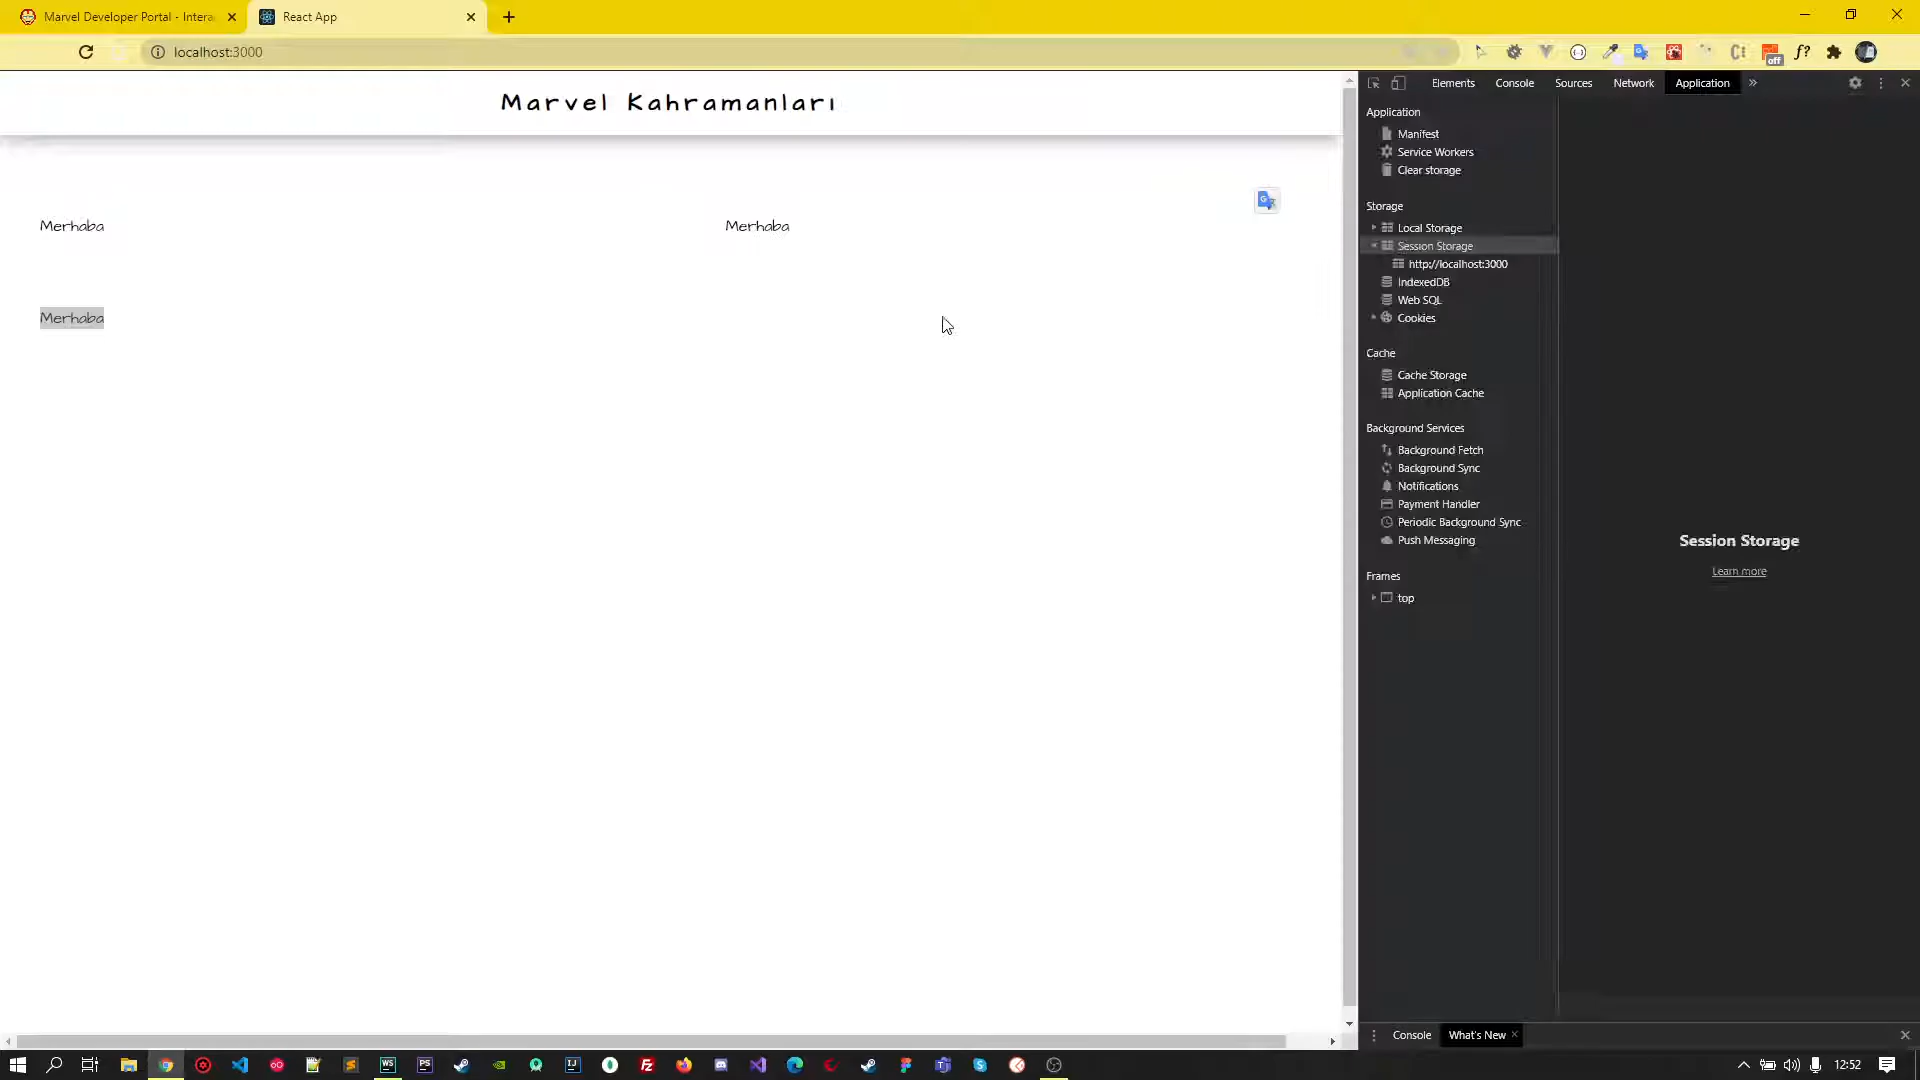 Marvel Developer Portal - Intera
React App
localhost:3000
off
f?
Marvel Kahramanları
Merhaba
Merhaba
Merhaba
Elements
Console
Sources
Network
Application
Application
Manifest
Service Workers
Clear storage
Storage
Local Storage
Session Storage
http://localhost:3000
IndexedDB
Web SQL
Cookies
Cache
Cache Storage
Application Cache
Background Services
Background Fetch
Background Sync
Notifications
Payment Handler
Periodic Background Sync
Push Messaging
Frames
top
Session Storage
Learn more
Console
What's New
12:52